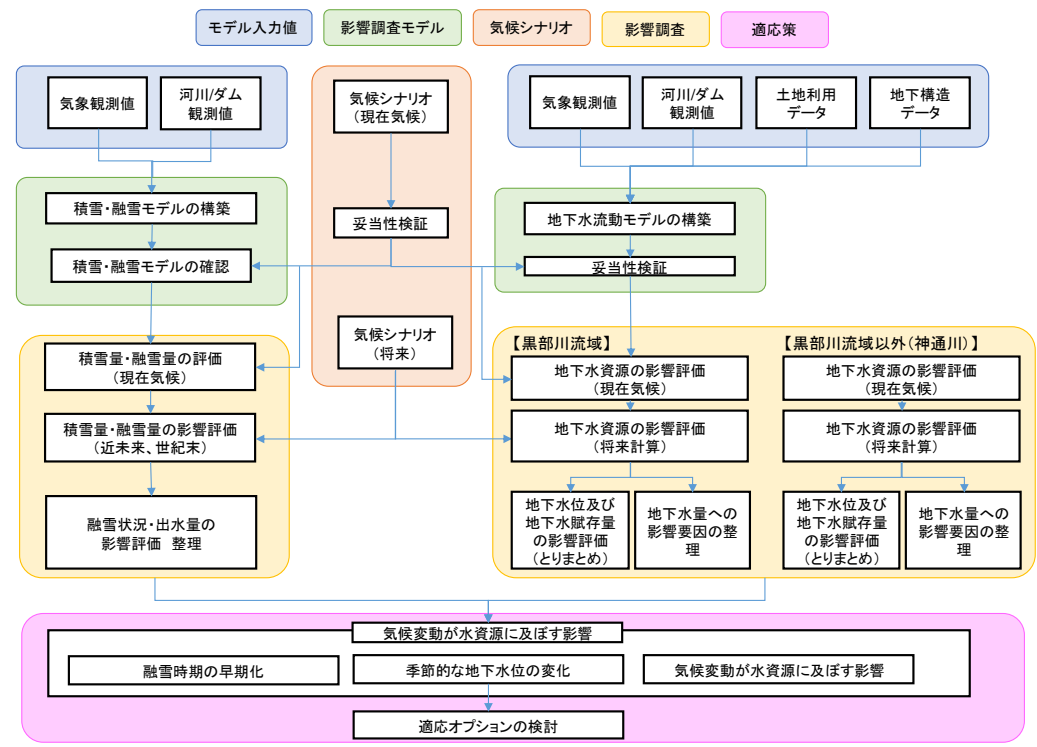 モデル入力値
影響調査モデル
気候シナリオ
影響調査
適応策
気象観測値
河川/ダム
観測値
気候シナリオ
(現在気候)
気象観測値
河川/ダム
観測値
土地利用
データ
地下構造
データ
積雪・融雪モデルの構築
妥当性検証
地下水流動モデルの構築
積雪・融雪モデルの確認
妥当性検証
気候シナリオ
(将来)
【黒部川流域】
【黒部川流域以外(神通川)】
積雪量・融雪量の評価
(現在気候)
地下水資源の影響評価
(現在気候)
地下水資源の影響評価
(現在気候)
積雪量・融雪量の影響評価
(近未来、世紀末)
地下水資源の影響評価
(将来計算)
地下水資源の影響評価
(将来計算)
融雪状況・出水量の
影響評価 整理
地下水位及び
地下水賦存量
の影響評価
(とりまとめ)
地下水量への
影響要因の整
理
地下水位及び
地下水賦存量
の影響評価
(とりまとめ)
地下水量への
影響要因の整
理
気候変動が水資源に及ぼす影響
融雪時期の早期化
季節的な地下水位の変化
気候変動が水資源に及ぼす影響
適応オプションの検討